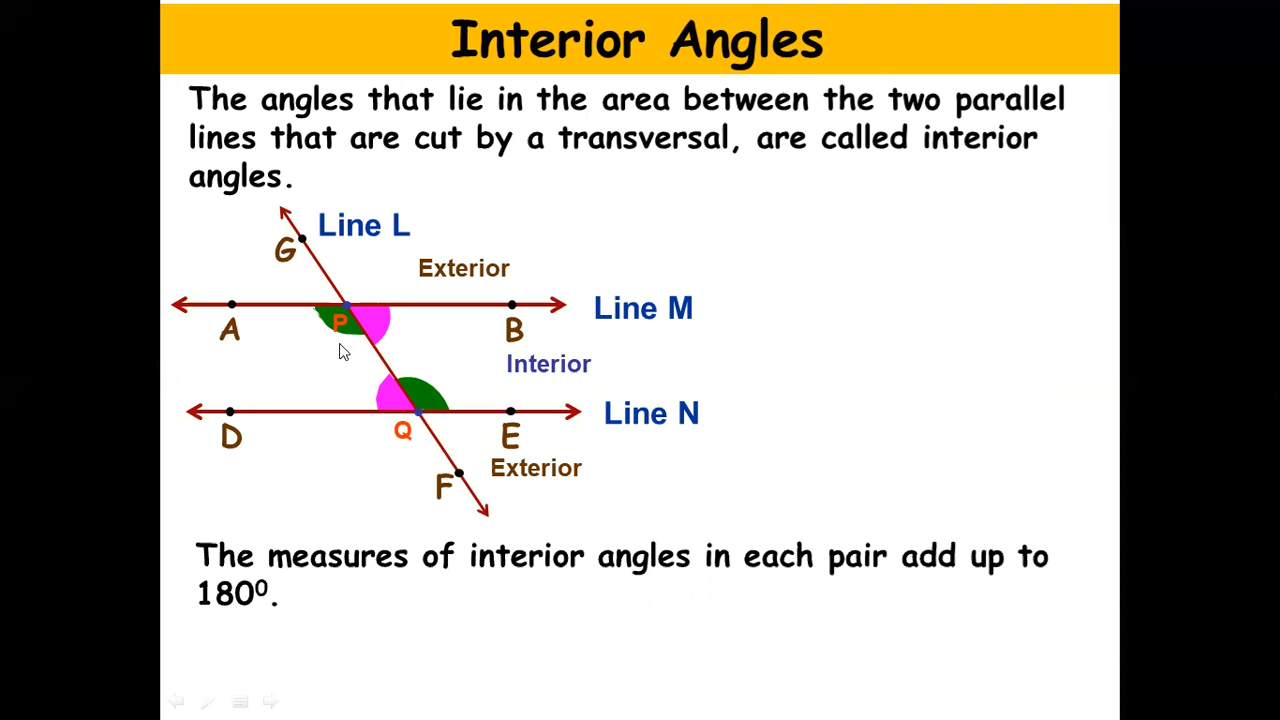 Interior Angles
The angles that lie in the area between the two parallel
lines that are cut by a transversal, are called interior
angles.
Line L
G
Exterior
Line M
P
A
B
Interior
Line N
D
Q
E
Exterior
F
The measures of interior angles in each pair add up to
180⁰.